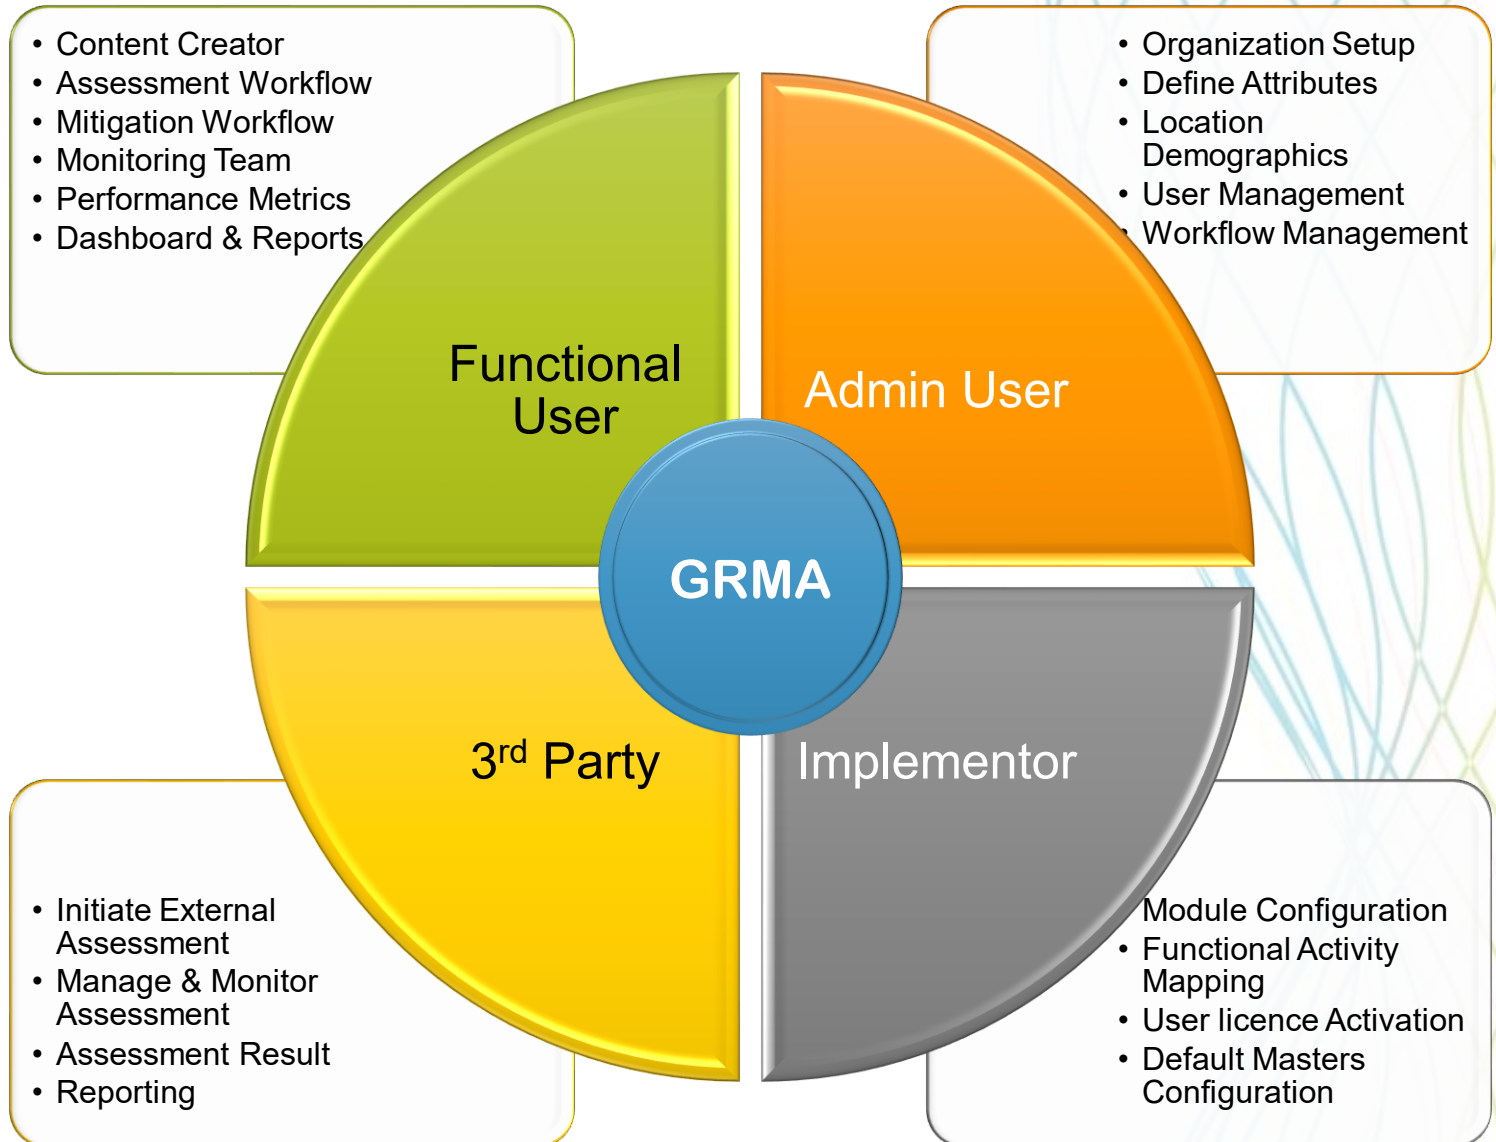 • Content Creator
• Assessment Workflow
• Mitigation Workflow
• Monitoring Team
• Performance Metrics
• Dashboard & Reports
• Organization Setup
• Define Attributes
• Location
Demographics
• User Management
• Workflow Management
Functional
User
Admin User
GRMA
3rd Party
Implementor
• Initiate External
Assessment
• Manage & Monitor
Assessment
• Assessment Result
• Reporting
Module Configuration
• Functional Activity
Mapping
• User licence Activation
• Default Masters
Configuration